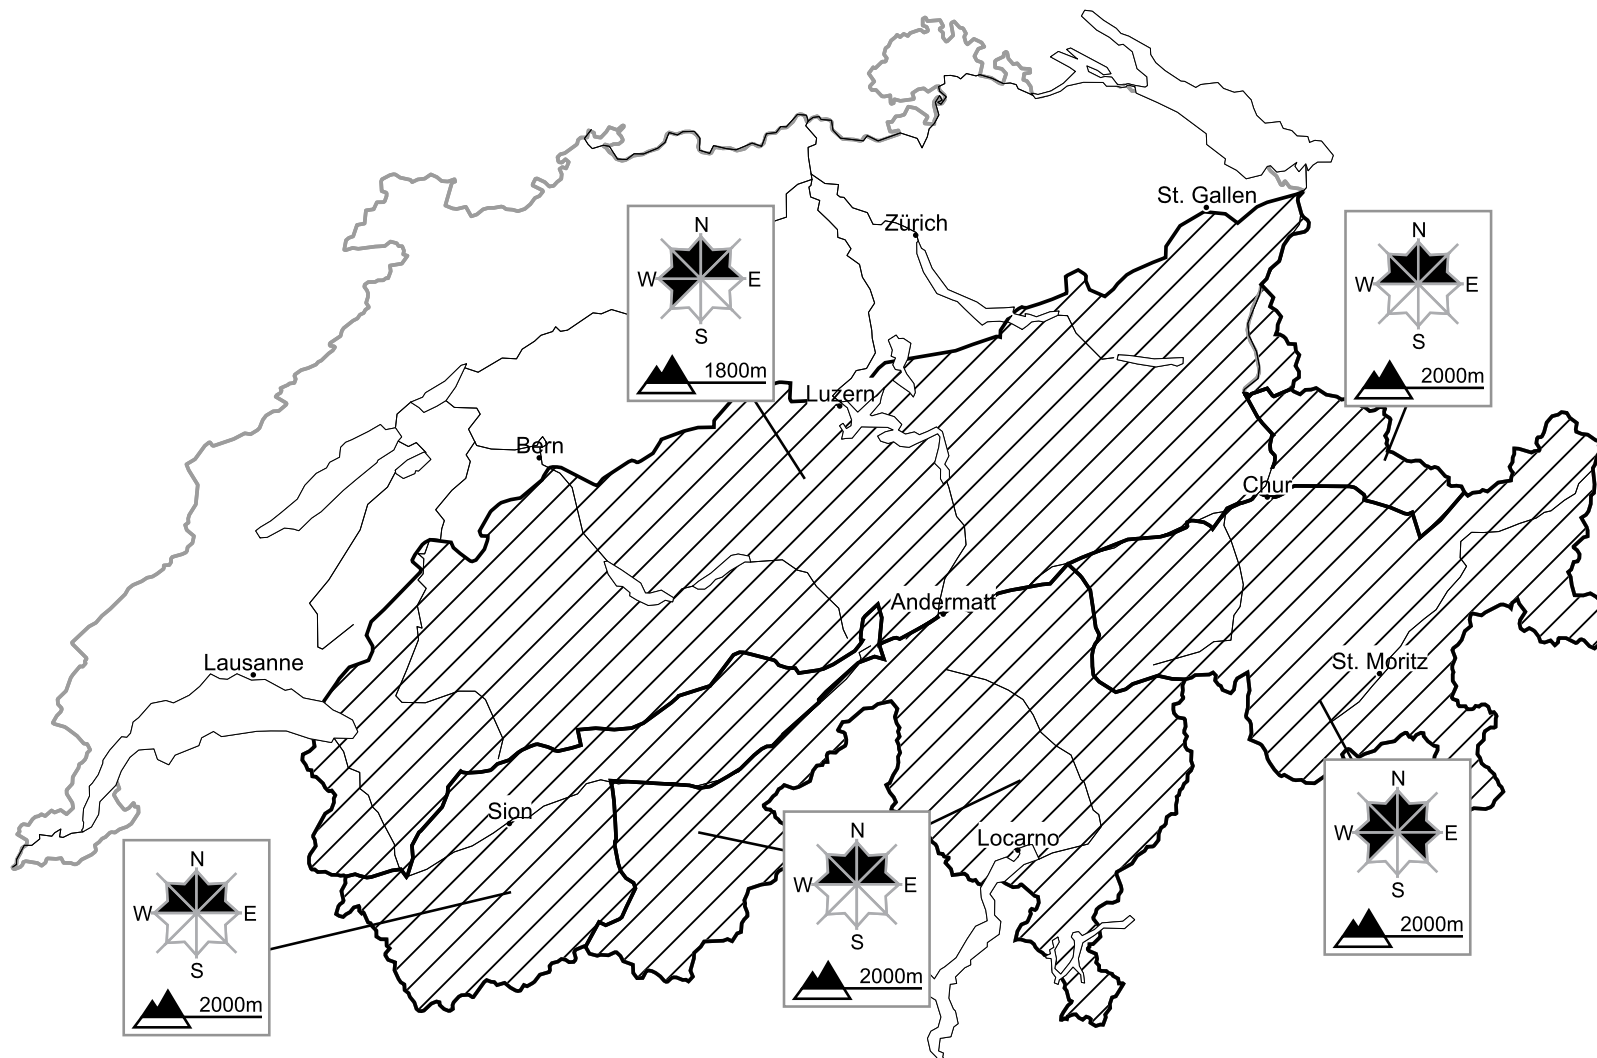 St. Gallen
Zürich
N
W E
S
1800m
N
W E
S
2000m
Luzern
Bern
Chur
Andermatt
Lausanne
St. Moritz
Sion
Locarno
N
W E
S
2000m
N
W E
S
2000m
N
W E
S
2000m